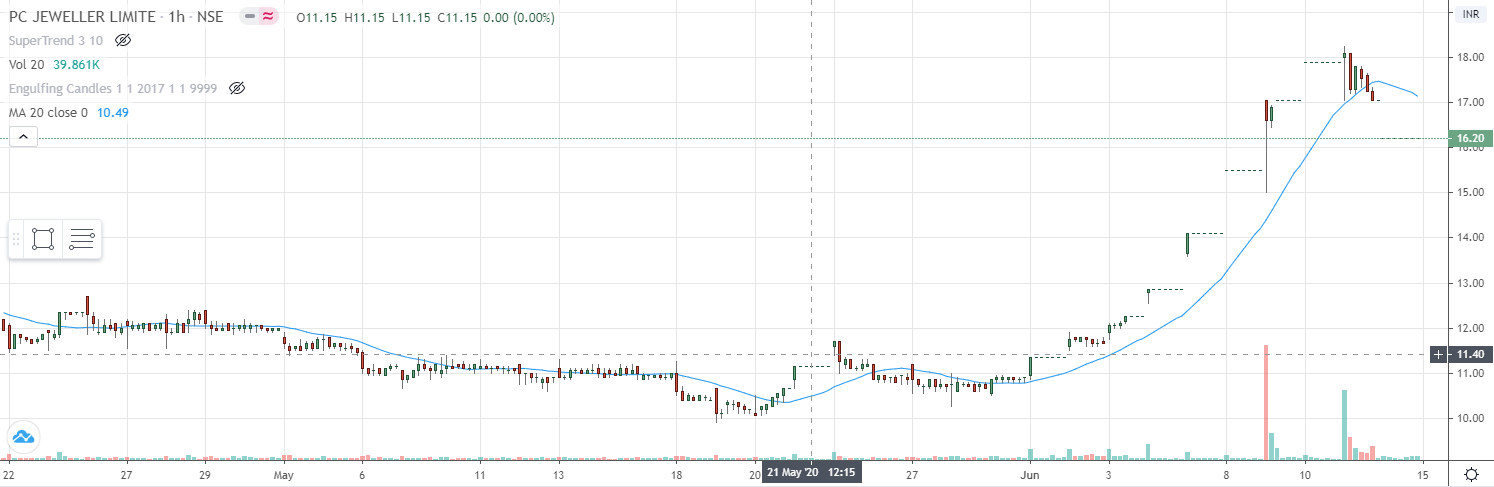 PC JEWELLER LIMITE · 1h · NSE O11.15 H11.15 L11.15 C11.15 0.00 (0.00%)
SuperTrend 3 10
Vol 20 39.861K
Engulfing Candles 1 1 2017 1 1 9999
MA 20 close 0 10.49
INR
18.00
17.00
16.20
16.00
15.00
14.00
13.00
12.00
11.40
11.00
10.00
22 27 29 May 6 11 13 18 20 21 May '20 12:15 27 Jun 3 8 10 15